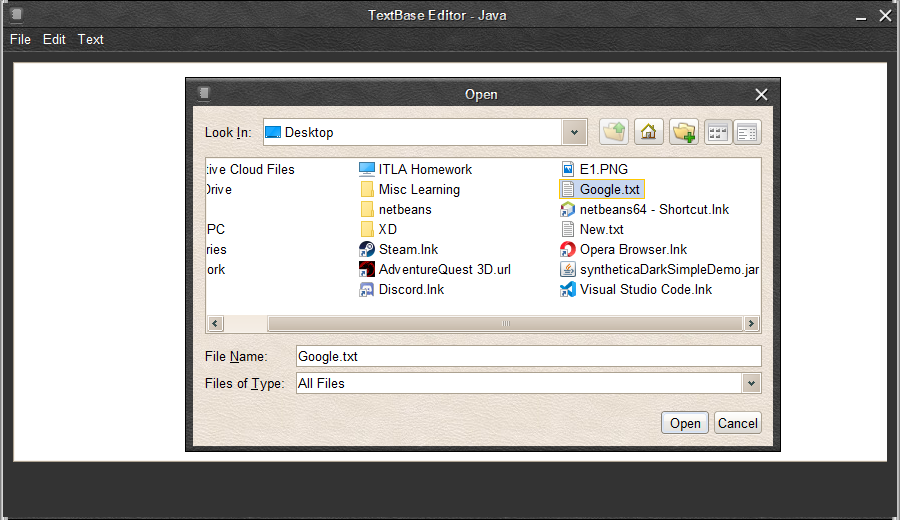 TextBase Editor - Java
File Edit Text
Open
Look In: Desktop
tive Cloud Files ITLA Homework E1.PNG
Drive Misc Learning Google.txt
netbeans netbeans64 - Shortcut.lnk
PC XD New.txt
ries Steam.lnk Opera Browser.lnk
ork AdventureQuest 3D.url syntheticaDarkSimpleDemo.jar
Discord.lnk Visual Studio Code.lnk
File Name: Google.txt
Files of Type: All Files
Open Cancel